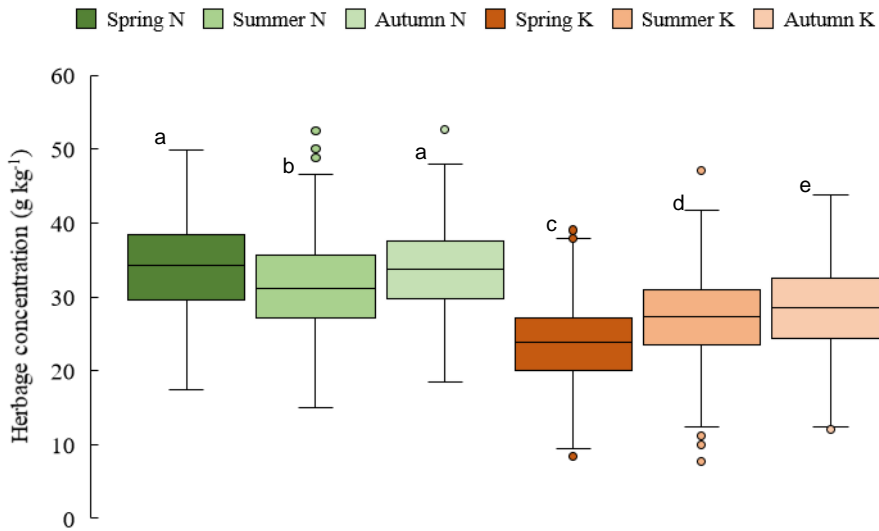 Spring N Summer N Autumn N Spring K Summer K Autumn K
60
50
40
30
20
10
0
Herbage concentration (g kg⁻¹)
a
b
a
c
d
e